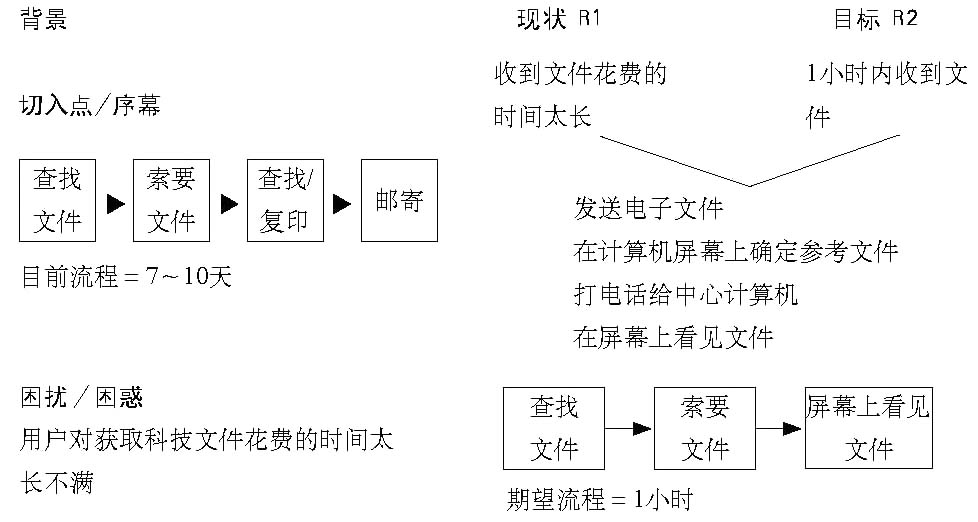 背景
切入点/序幕
查找
文件
索要
文件
查找/
复印
邮寄
目前流程 = 7～10天
困扰/困惑
用户对获取科技文件花费的时间太
长不满
现状 R1
目标 R2
收到文件花费的
时间太长
1小时内收到文
件
发送电子文件
在计算机屏幕上确定参考文件
打电话给中心计算机
在屏幕上看见文件
查找
文件
索要
文件
屏幕上看见
文件
期望流程 = 1小时